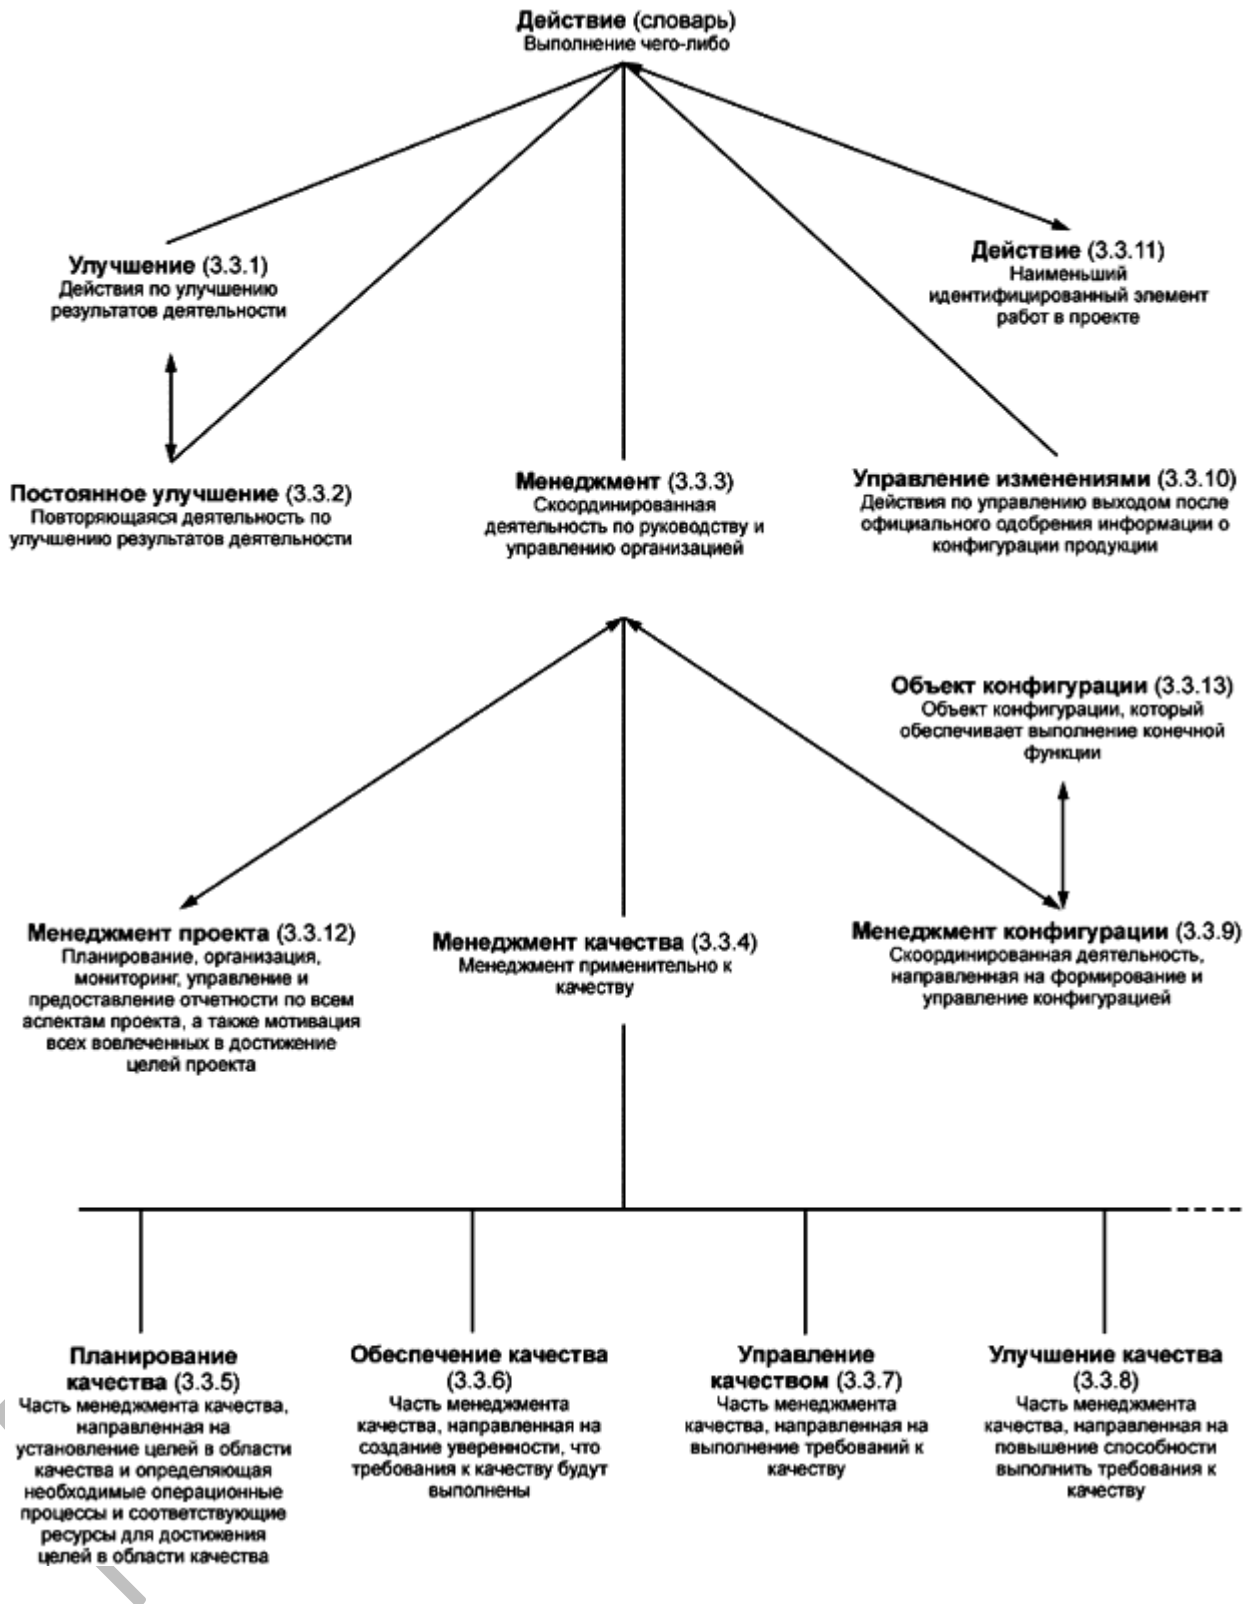 Действие (словарь)
Выполнение чего-либо
Улучшение (3.3.1)
Действия по улучшению
результатов деятельности
Действие (3.3.11)
Наименьший
идентифицированный элемент
работ в проекте
Постоянное улучшение (3.3.2)
Повторяющаяся деятельность по
улучшению результатов деятельности
Менеджмент (3.3.3)
Скоординированная
деятельность по руководству и
управлению организацией
Управление изменениями (3.3.10)
Действия по управлению выходом после
официального одобрения информации о
конфигурации продукции
Объект конфигурации (3.3.13)
Объект конфигурации, который
обеспечивает выполнение конечной
функции
Менеджмент проекта (3.3.12)
Планирование, организация,
мониторинг, управление и
предоставление отчетности по всем
аспектам проекта, а также мотивация
всех вовлеченных в достижение
целей проекта
Менеджмент качества (3.3.4)
Менеджмент применительно к
качеству
Менеджмент конфигурации (3.3.9)
Скоординированная деятельность,
направленная на формирование и
управление конфигурацией
Планирование
качества (3.3.5)
Часть менеджмента качества,
направленная на
установление целей в области
качества и определяющая
необходимые операционные
процессы и соответствующие
ресурсы для достижения
целей в области качества
Обеспечение качества
(3.3.6)
Часть менеджмента
качества, направленная на
создание уверенности, что
требования к качеству будут
выполнены
Управление
качеством (3.3.7)
Часть менеджмента
качества, направленная на
выполнение требований к
качеству
Улучшение качества
(3.3.8)
Часть менеджмента
качества, направленная на
повышение способности
выполнить требования к
качеству